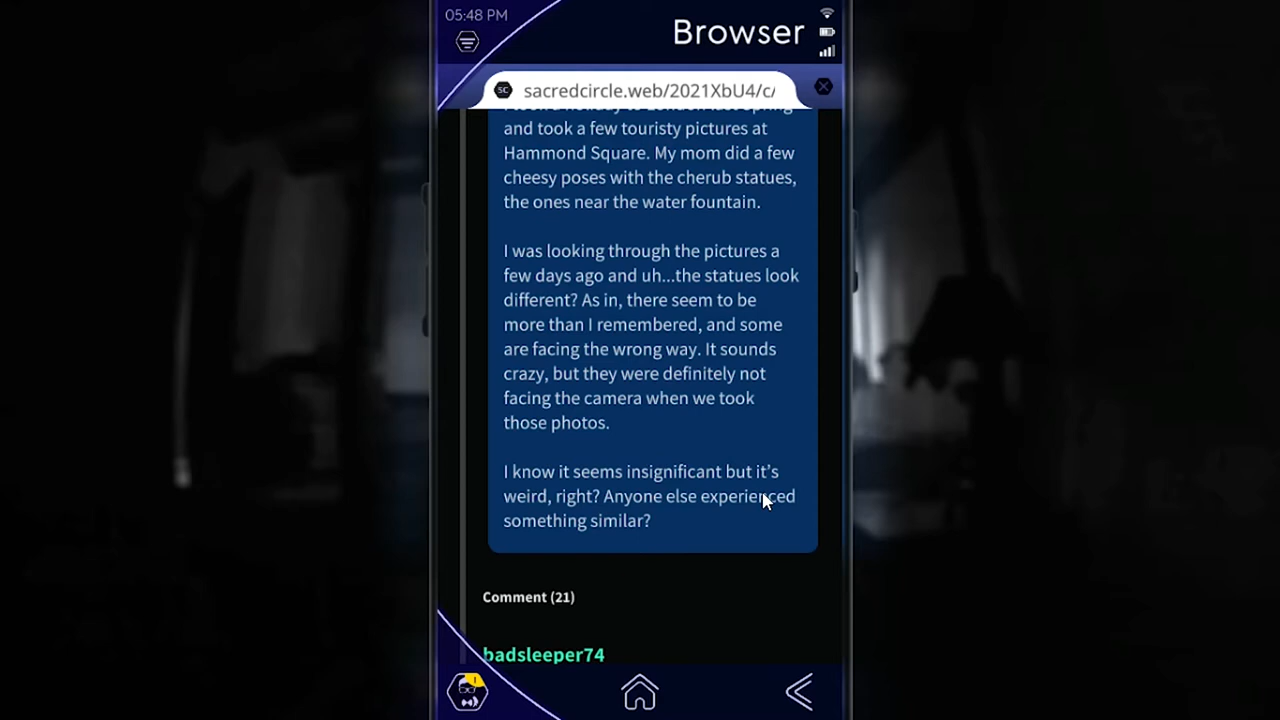 05:48 PM
Browser
SC
sacredcircle.web/2021XbU4/c/
and took a few touristy pictures at
Hammond Square. My mom did a few
cheesy poses with the cherub statues,
the ones near the water fountain.
I was looking through the pictures a
few days ago and uh...the statues look
different? As in, there seem to be
more than I remembered, and some
are facing the wrong way. It sounds
crazy, but they were definitely not
facing the camera when we took
those photos.
I know it seems insignificant but it's
weird, right? Anyone else experienced
something similar?
Comment (21)
badsleeper74